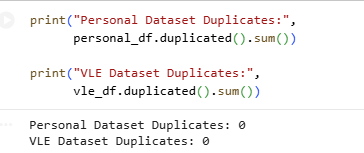 print("Personal Dataset Duplicates:",
      personal_df.duplicated().sum())
print("VLE Dataset Duplicates:",
      vle_df.duplicated().sum())
Personal Dataset Duplicates: 0
VLE Dataset Duplicates: 0